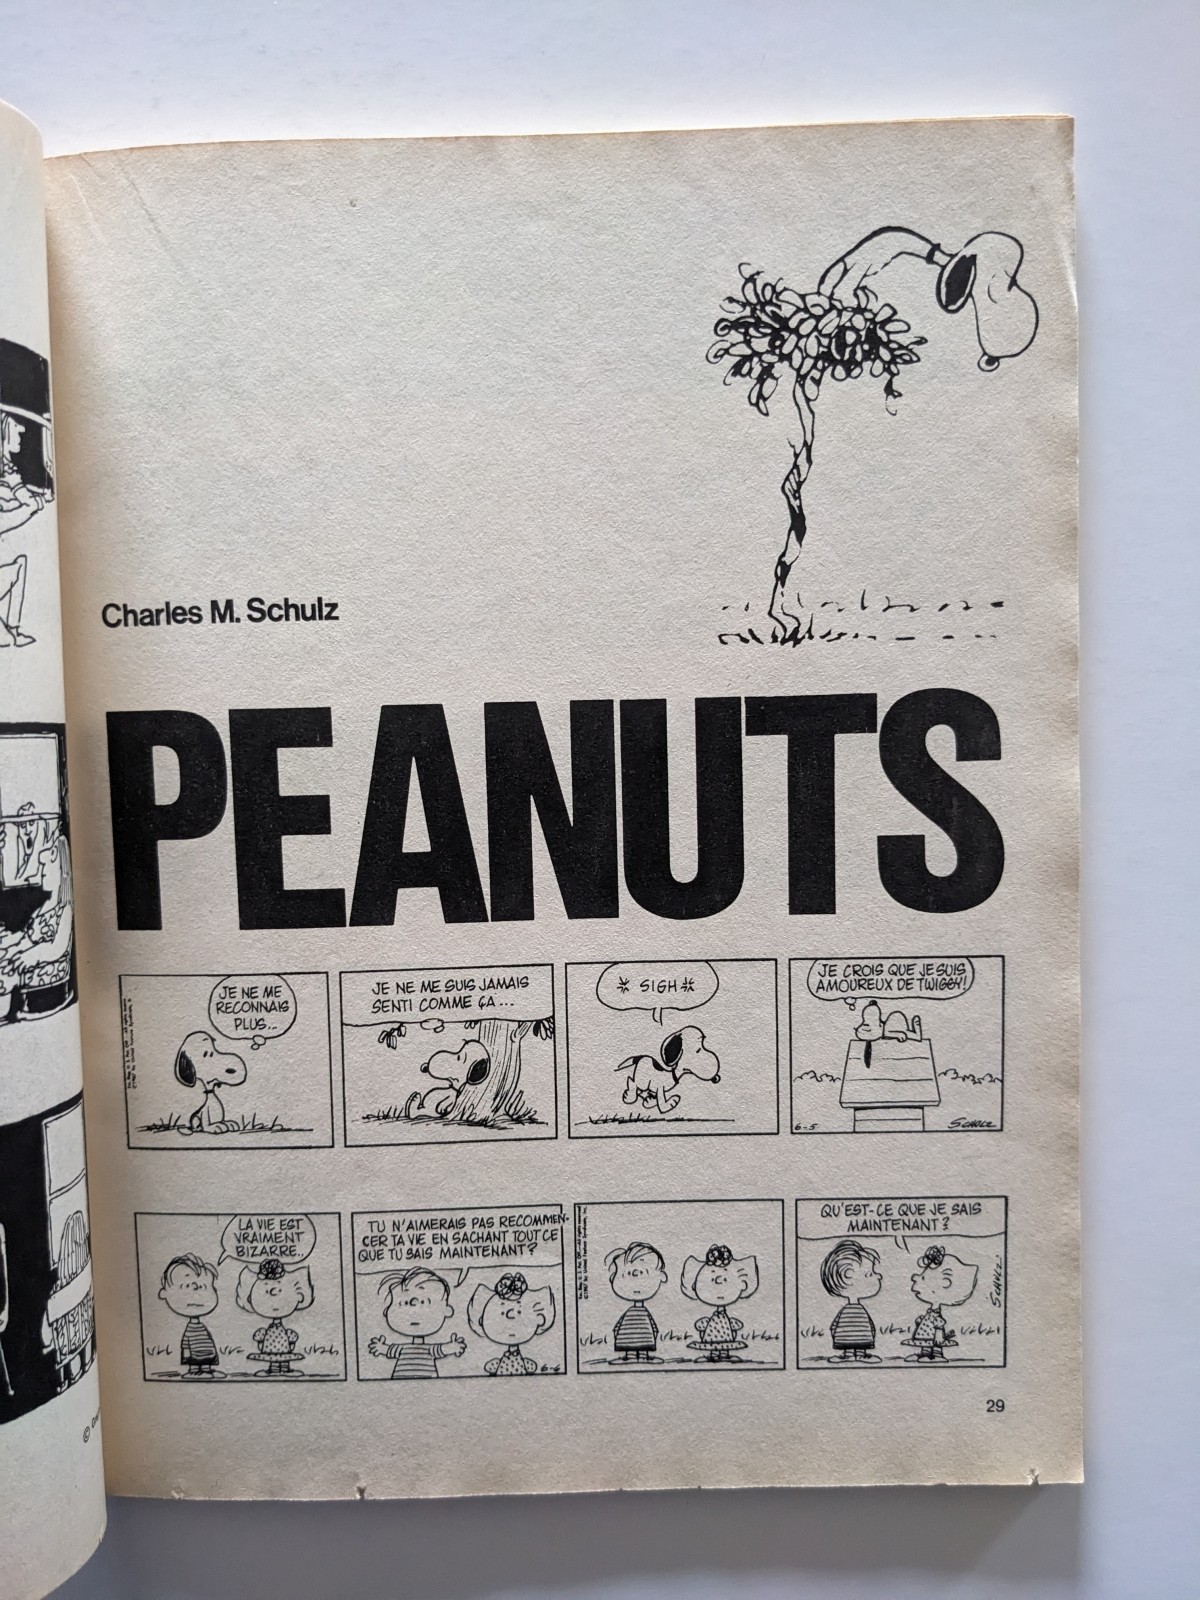 Charles M. Schulz
PEANUTS
JE NE ME
RECONNAIS
PLUS...
JE NE ME SUIS JAMAIS
SENTI COMME ÇA...
SIGH
JE CROIS QUE JE SUIS
AMOUREUX DE TWIGGY!
6-5
SCHULZ
LA VIE EST
VRAIMENT
BIZARRE..
TU N'AIMERAIS PAS RECOMMEN-
CER TA VIE EN SACHANT TOUT CE
QUE TU SAIS MAINTENANT?
6-6
QU'EST-CE QUE JE SAIS
MAINTENANT?
SCHULZ
29
©